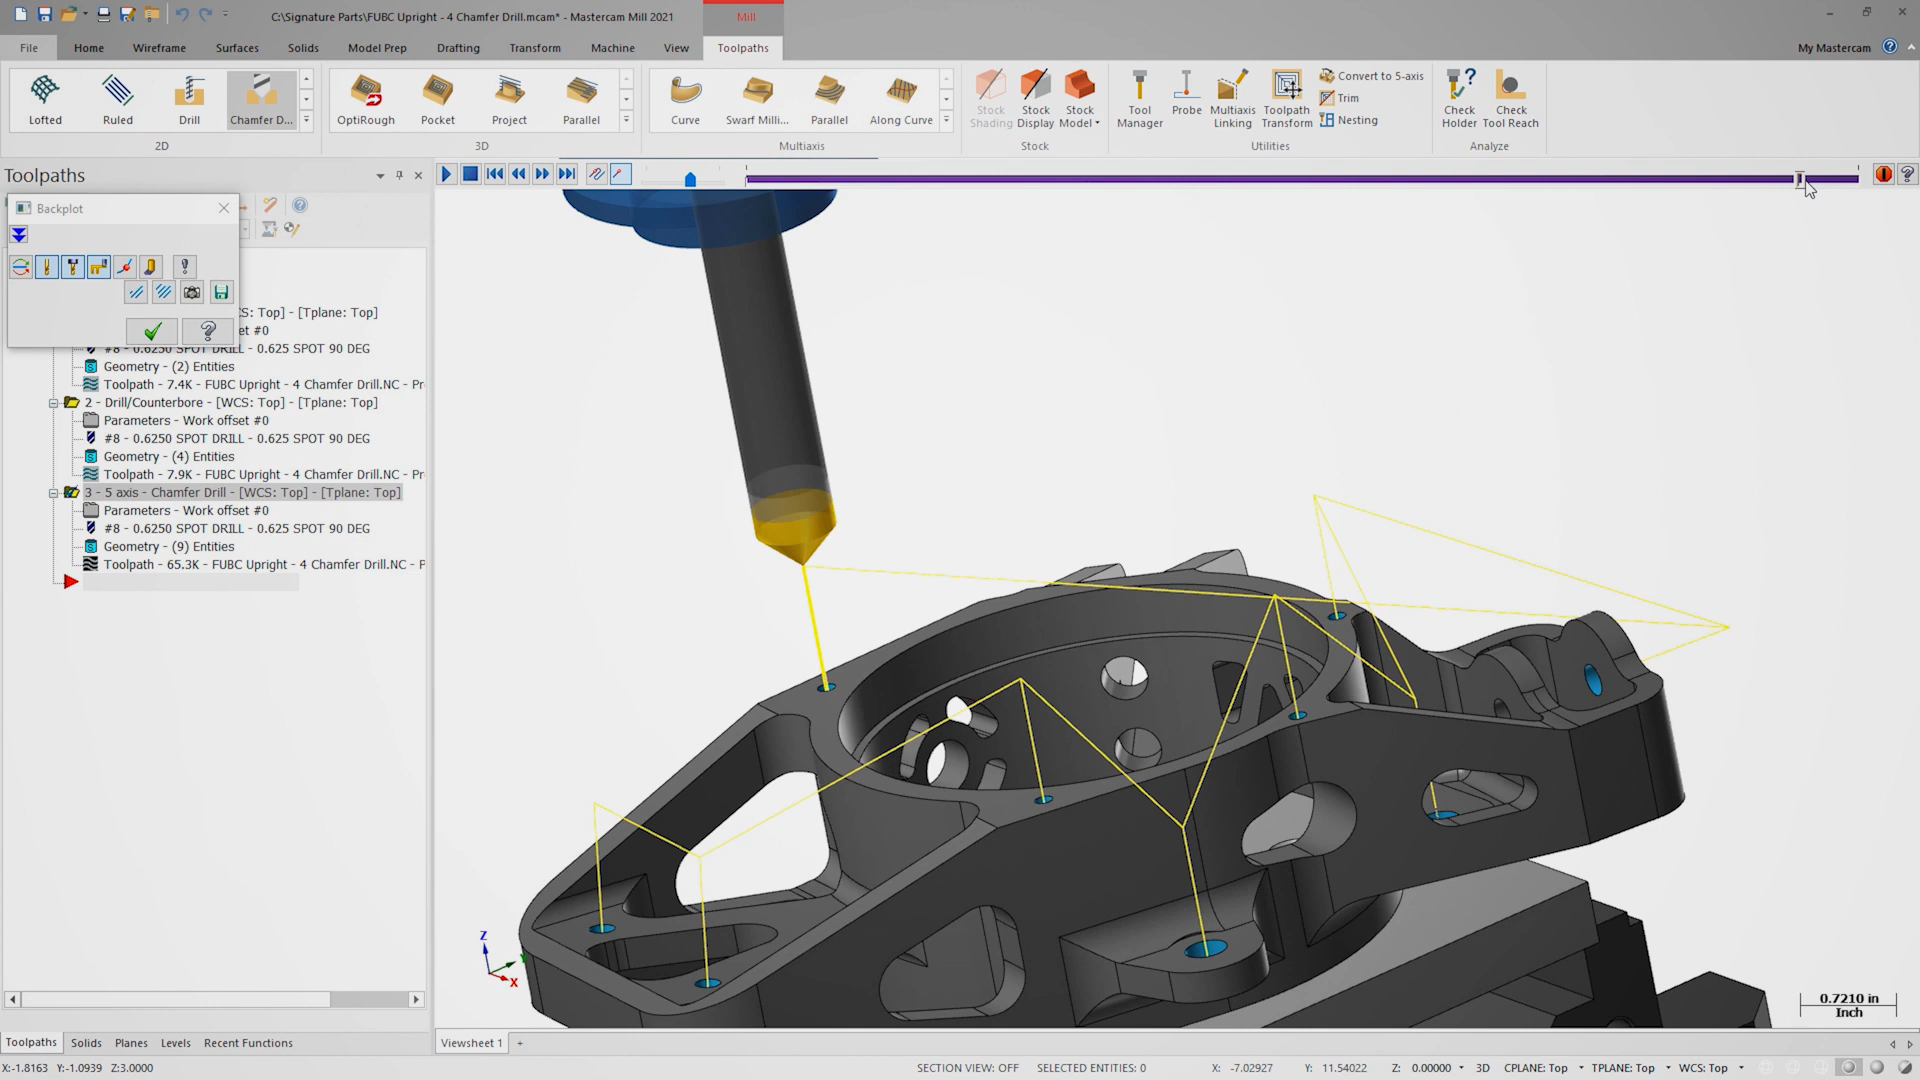 C:\Signature Parts\FUBC Upright - 4 Chamfer Drill.mcam* - Mastercam Mill 2021
Mill
File
Home
Wireframe
Surfaces
Solids
Model Prep
Drafting
Transform
Machine
View
Toolpaths
My Mastercam
Lofted
Ruled
Drill
Chamfer D...
2D
OptiRough
Pocket
Project
Parallel
3D
Curve
Swarf Milli...
Parallel
Along Curve
Multiaxis
Stock Shading
Stock Display
Stock Model
Stock
Tool Manager
Probe
Multiaxis Linking
Toolpath Transform
Convert to 5-axis
Trim
Nesting
Utilities
Check Holder
Check Tool Reach
Analyze
Toolpaths
Backplot
CS: Top] - [Tplane: Top]
et #0
#8 - 0.6250 SPOT DRILL - 0.625 SPOT 90 DEG
Geometry - (2) Entities
Toolpath - 7.4K - FUBC Upright - 4 Chamfer Drill.NC - Pr
2 - Drill/Counterbore - [WCS: Top] - [Tplane: Top]
Parameters - Work offset #0
#8 - 0.6250 SPOT DRILL - 0.625 SPOT 90 DEG
Geometry - (4) Entities
Toolpath - 7.9K - FUBC Upright - 4 Chamfer Drill.NC - Pr
3 - 5 axis - Chamfer Drill - [WCS: Top] - [Tplane: Top]
Parameters - Work offset #0
#8 - 0.6250 SPOT DRILL - 0.625 SPOT 90 DEG
Geometry - (9) Entities
Toolpath - 65.3K - FUBC Upright - 4 Chamfer Drill.NC - P
Z
X
0.7210 in
Inch
Toolpaths
Solids
Planes
Levels
Recent Functions
Viewsheet 1
+
X:-1.8163 Y:-1.0939 Z:3.0000
SECTION VIEW: OFF
SELECTED ENTITIES: 0
X: -7.02927
Y: 11.54022
Z: 0.00000
3D
CPLANE: Top
TPLANE: Top
WCS: Top